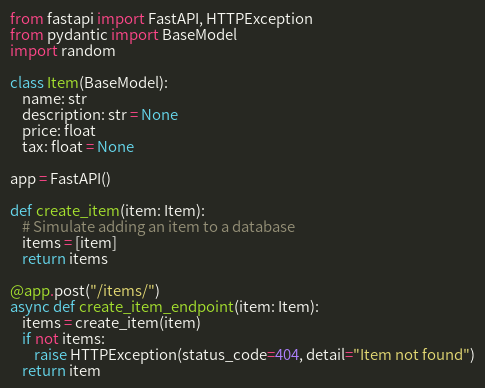 from fastapi import FastAPI, HTTPException
from pydantic import BaseModel
import random

class Item(BaseModel):
    name: str
    description: str = None
    price: float
    tax: float = None

app = FastAPI()

def create_item(item: Item):
    # Simulate adding an item to a database
    items = [item]
    return items

@app.post("/items/")
async def create_item_endpoint(item: Item):
    items = create_item(item)
    if not items:
        raise HTTPException(status_code=404, detail="Item not found")
    return item